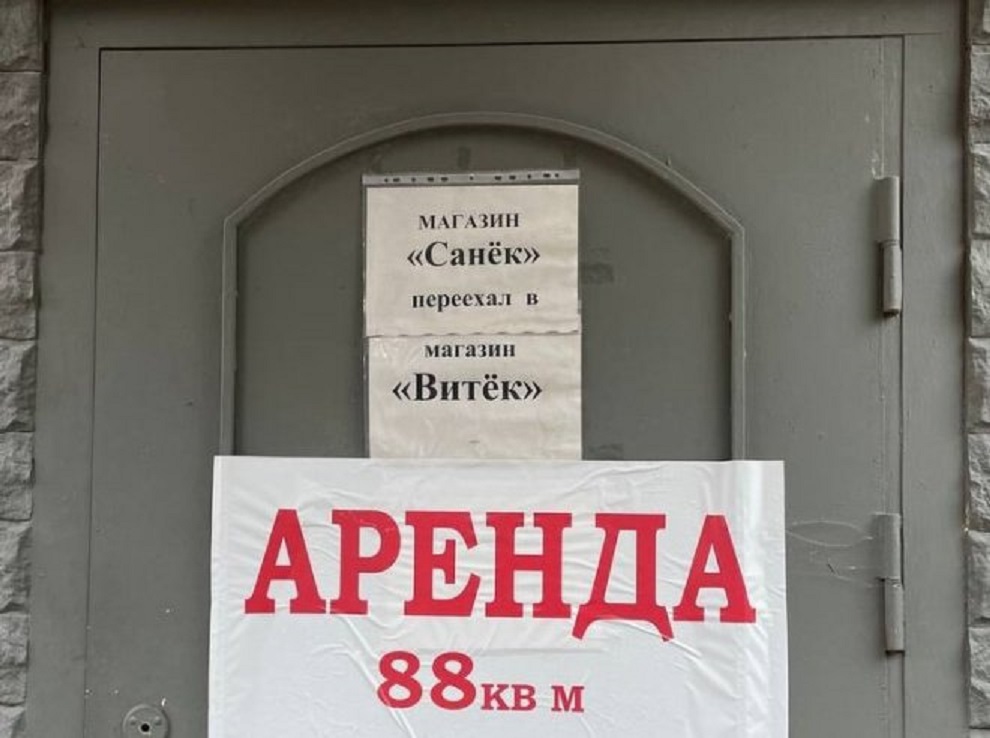 МАГАЗИН
«Санёк»
переехал в
магазин
«Витёк»
АРЕНДА
88кв м